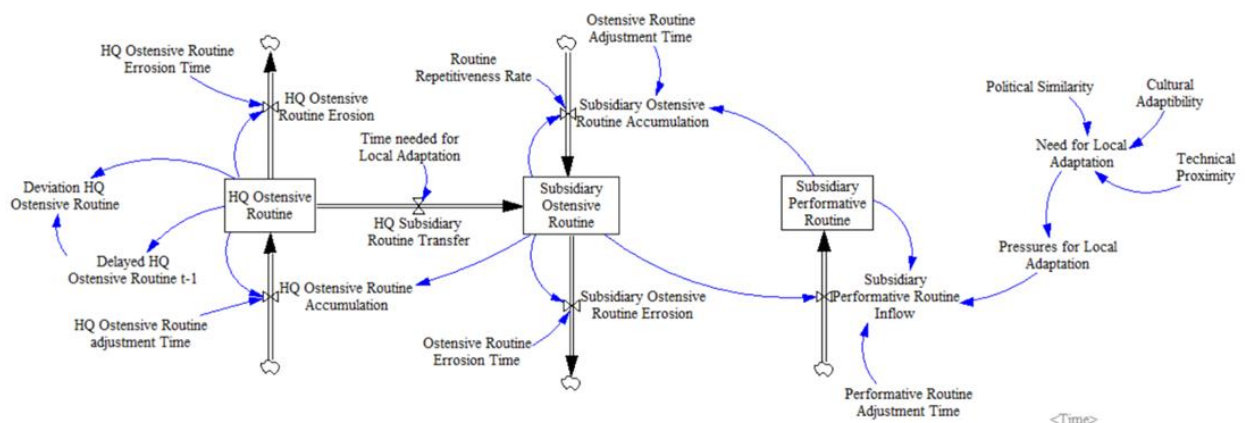 HQ Ostensive Routine
Errosion Time
HQ Ostensive
Routine Erosion
Deviation HQ
Ostensive Routine
Delayed HQ
Ostensive Routine t-1
HQ Ostensive
Routine
HQ Ostensive Routine
Accumulation
HQ Ostensive Routine
adjustment Time
Time needed for
Local Adaptation
HQ Subsidiary
Routine Transfer
Routine
Repetitiveness Rate
Ostensive Routine
Adjustment Time
Subsidiary Ostensive
Routine Accumulation
Subsidiary
Ostensive
Routine
Subsidiary Ostensive
Routine Errosion
Ostensive Routine
Errosion Time
Subsidiary
Performative
Routine
Subsidiary
Performative Routine
Inflow
Performative Routine
Adjustment Time
Political Similarity
Cultural
Adaptibility
Need for Local
Adaptation
Technical
Proximity
Pressures for Local
Adaptation
<Time>